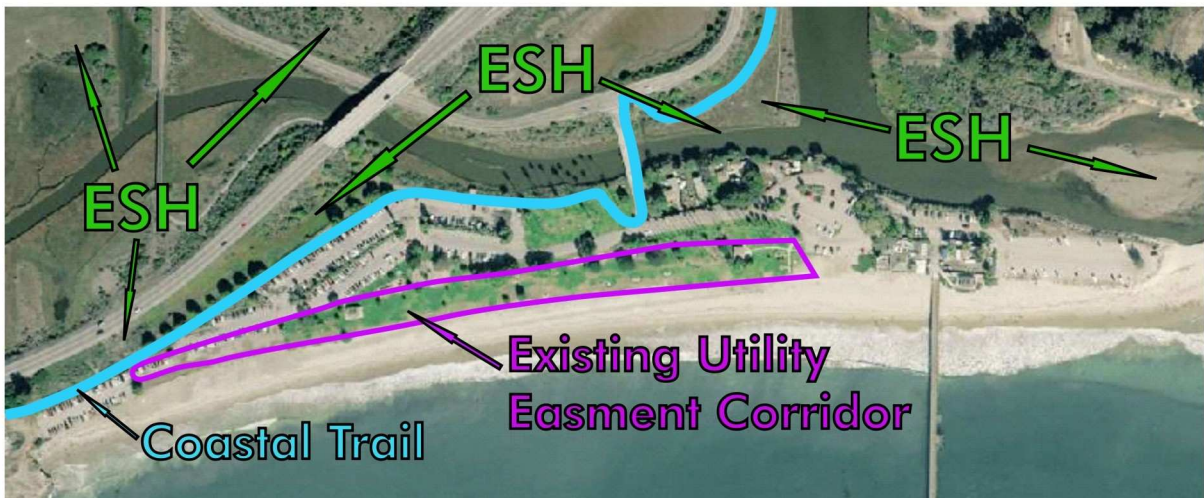 ESH
ESH
ESH
Existing Utility
Easment Corridor
Coastal Trail